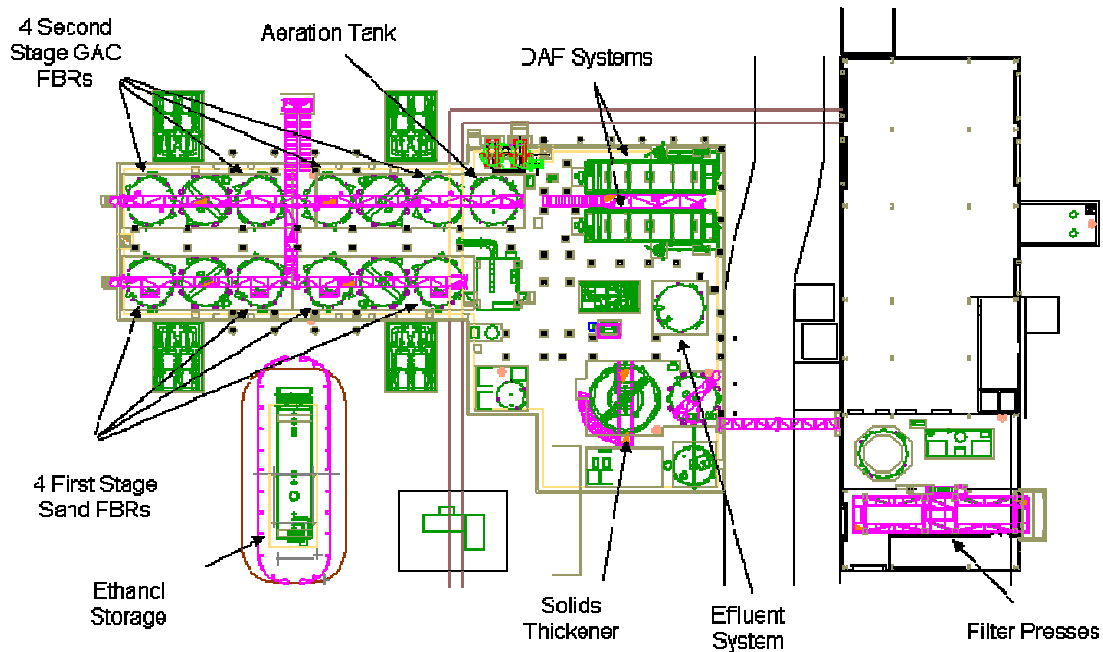 4 Second
Stage GAC
FBRs
Aeration Tank
DAF Systems
4 First Stage
Sand FBRs
Ethanol
Storage
Solids
Thickener
Effluent
System
Filter Presses